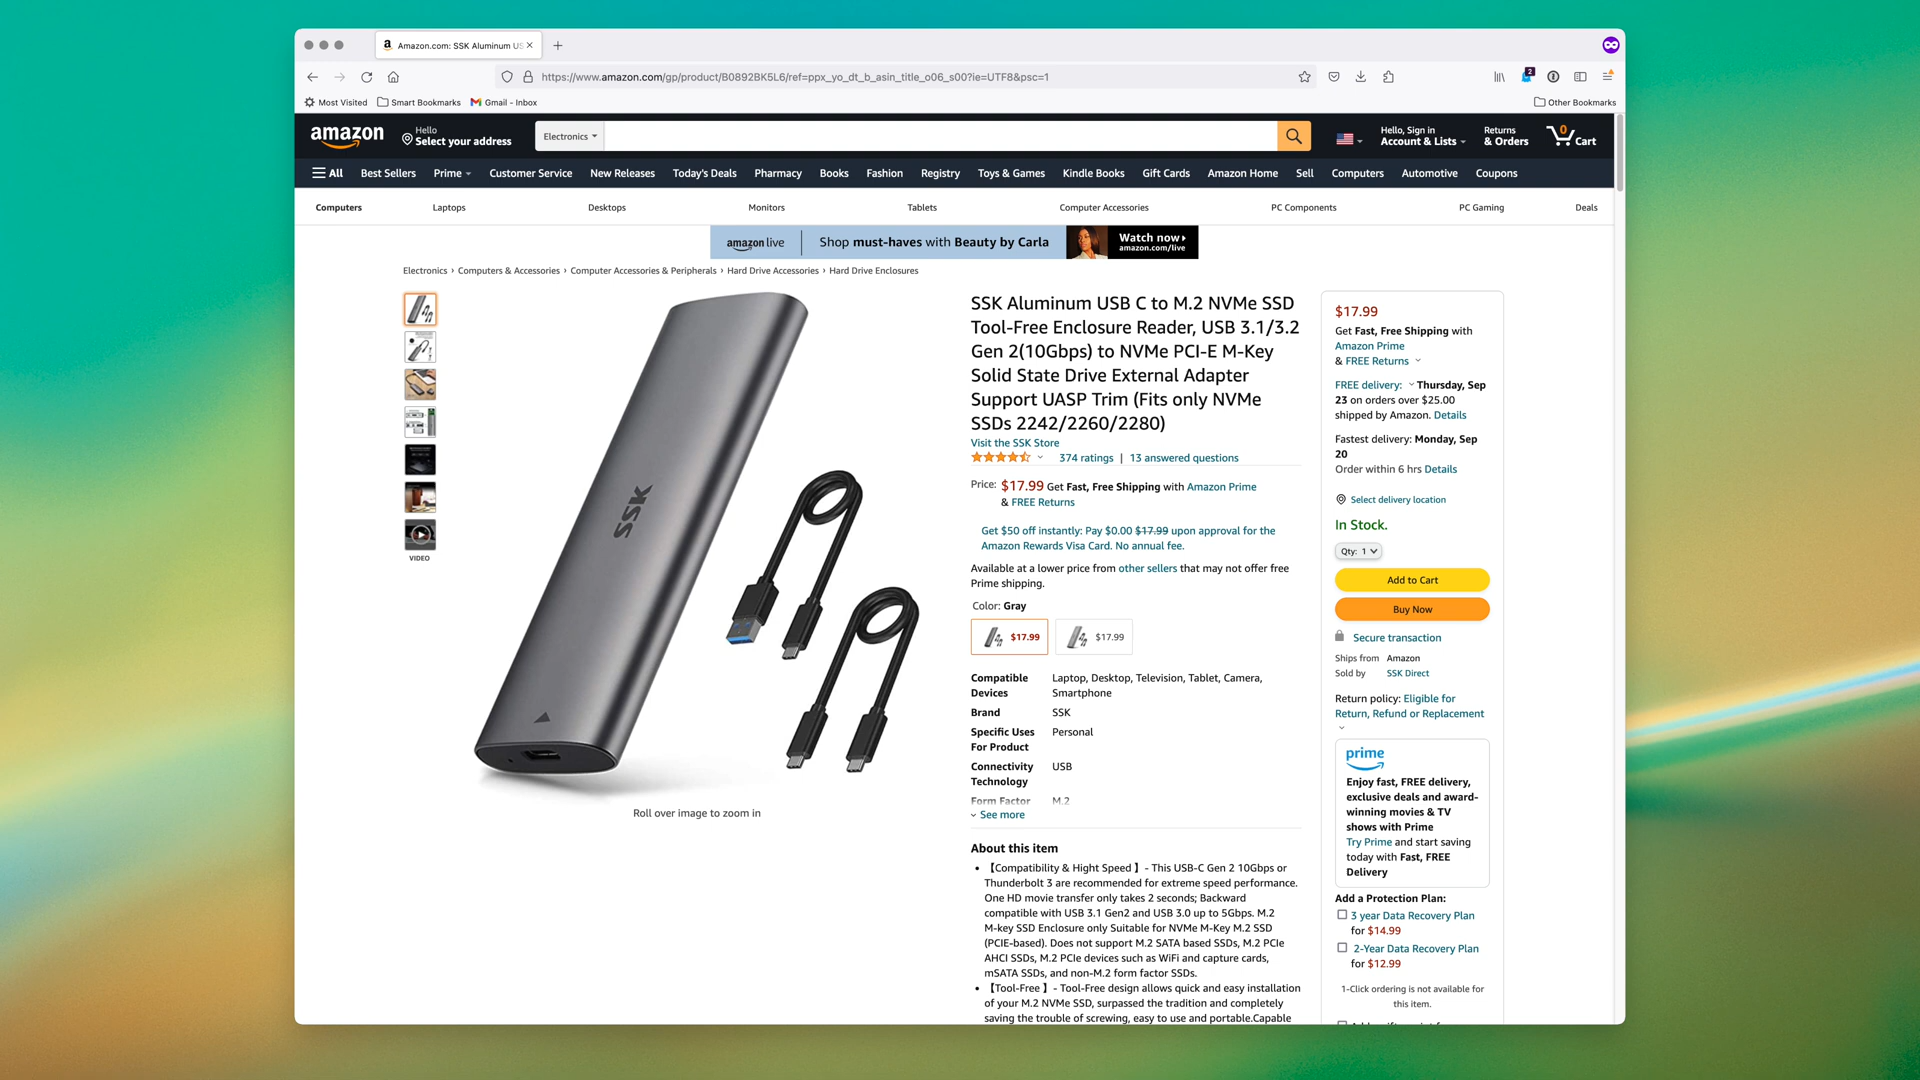 Amazon.com: SSK Aluminum US
https://www.amazon.com/gp/product/B0892BK5L6/ref=ppx_yo_dt_b_asin_title_o06_s00?ie=UTF8&psc=1
2
Most Visited
Smart Bookmarks
Gmail - Inbox
Other Bookmarks
amazon
Hello
Select your address
Electronics
Hello, Sign in
Account & Lists
Returns
& Orders
0
Cart
All
Best Sellers
Prime
Customer Service
New Releases
Today's Deals
Pharmacy
Books
Fashion
Registry
Toys & Games
Kindle Books
Gift Cards
Amazon Home
Sell
Computers
Automotive
Coupons
Computers
Laptops
Desktops
Monitors
Tablets
Computer Accessories
PC Components
PC Gaming
Deals
amazon live
Shop must-haves with Beauty by Carla
Watch now
amazon.com/live
Electronics › Computers & Accessories › Computer Accessories & Peripherals › Hard Drive Accessories › Hard Drive Enclosures
VIDEO
SSK
Roll over image to zoom in
SSK Aluminum USB C to M.2 NVMe SSD
Tool-Free Enclosure Reader, USB 3.1/3.2
Gen 2(10Gbps) to NVMe PCI-E M-Key
Solid State Drive External Adapter
Support UASP Trim (Fits only NVMe
SSDs 2242/2260/2280)
Visit the SSK Store
374 ratings | 13 answered questions
Price: $17.99 Get Fast, Free Shipping with Amazon Prime
& FREE Returns
Get $50 off instantly: Pay $0.00 $17.99 upon approval for the
Amazon Rewards Visa Card. No annual fee.
Available at a lower price from other sellers that may not offer free
Prime shipping.
Color: Gray
$17.99
$17.99
Compatible Devices
Laptop, Desktop, Television, Tablet, Camera,
Smartphone
Brand
SSK
Specific Uses For Product
Personal
Connectivity Technology
USB
Form Factor
M.2
See more
About this item
• 【Compatibility & Hight Speed 】- This USB-C Gen 2 10Gbps or
Thunderbolt 3 are recommended for extreme speed performance.
One HD movie transfer only takes 2 seconds; Backward
compatible with USB 3.1 Gen2 and USB 3.0 up to 5Gbps. M.2
M-key SSD Enclosure only Suitable for NVMe M-Key M.2 SSD
(PCIE-based). Does not support M.2 SATA based SSDs, M.2 PCIe
AHCI SSDs, M.2 PCIe devices such as WiFi and capture cards,
mSATA SSDs, and non-M.2 form factor SSDs.
• 【Tool-Free 】- Tool-Free design allows quick and easy installation
of your M.2 NVMe SSD, surpassed the tradition and completely
saving the trouble of screwing, easy to use and portable.Capable
$17.99
Get Fast, Free Shipping with
Amazon Prime
& FREE Returns
FREE delivery: Thursday, Sep
23 on orders over $25.00
shipped by Amazon. Details
Fastest delivery: Monday, Sep
20
Order within 6 hrs Details
Select delivery location
In Stock.
Qty: 1
Add to Cart
Buy Now
Secure transaction
Ships from Amazon
Sold by SSK Direct
Return policy: Eligible for
Return, Refund or Replacement
prime
Enjoy fast, FREE delivery,
exclusive deals and award-
winning movies & TV
shows with Prime
Try Prime and start saving
today with Fast, FREE
Delivery
Add a Protection Plan:
3 year Data Recovery Plan
for $14.99
2-Year Data Recovery Plan
for $12.99
1-Click ordering is not available for
this item.